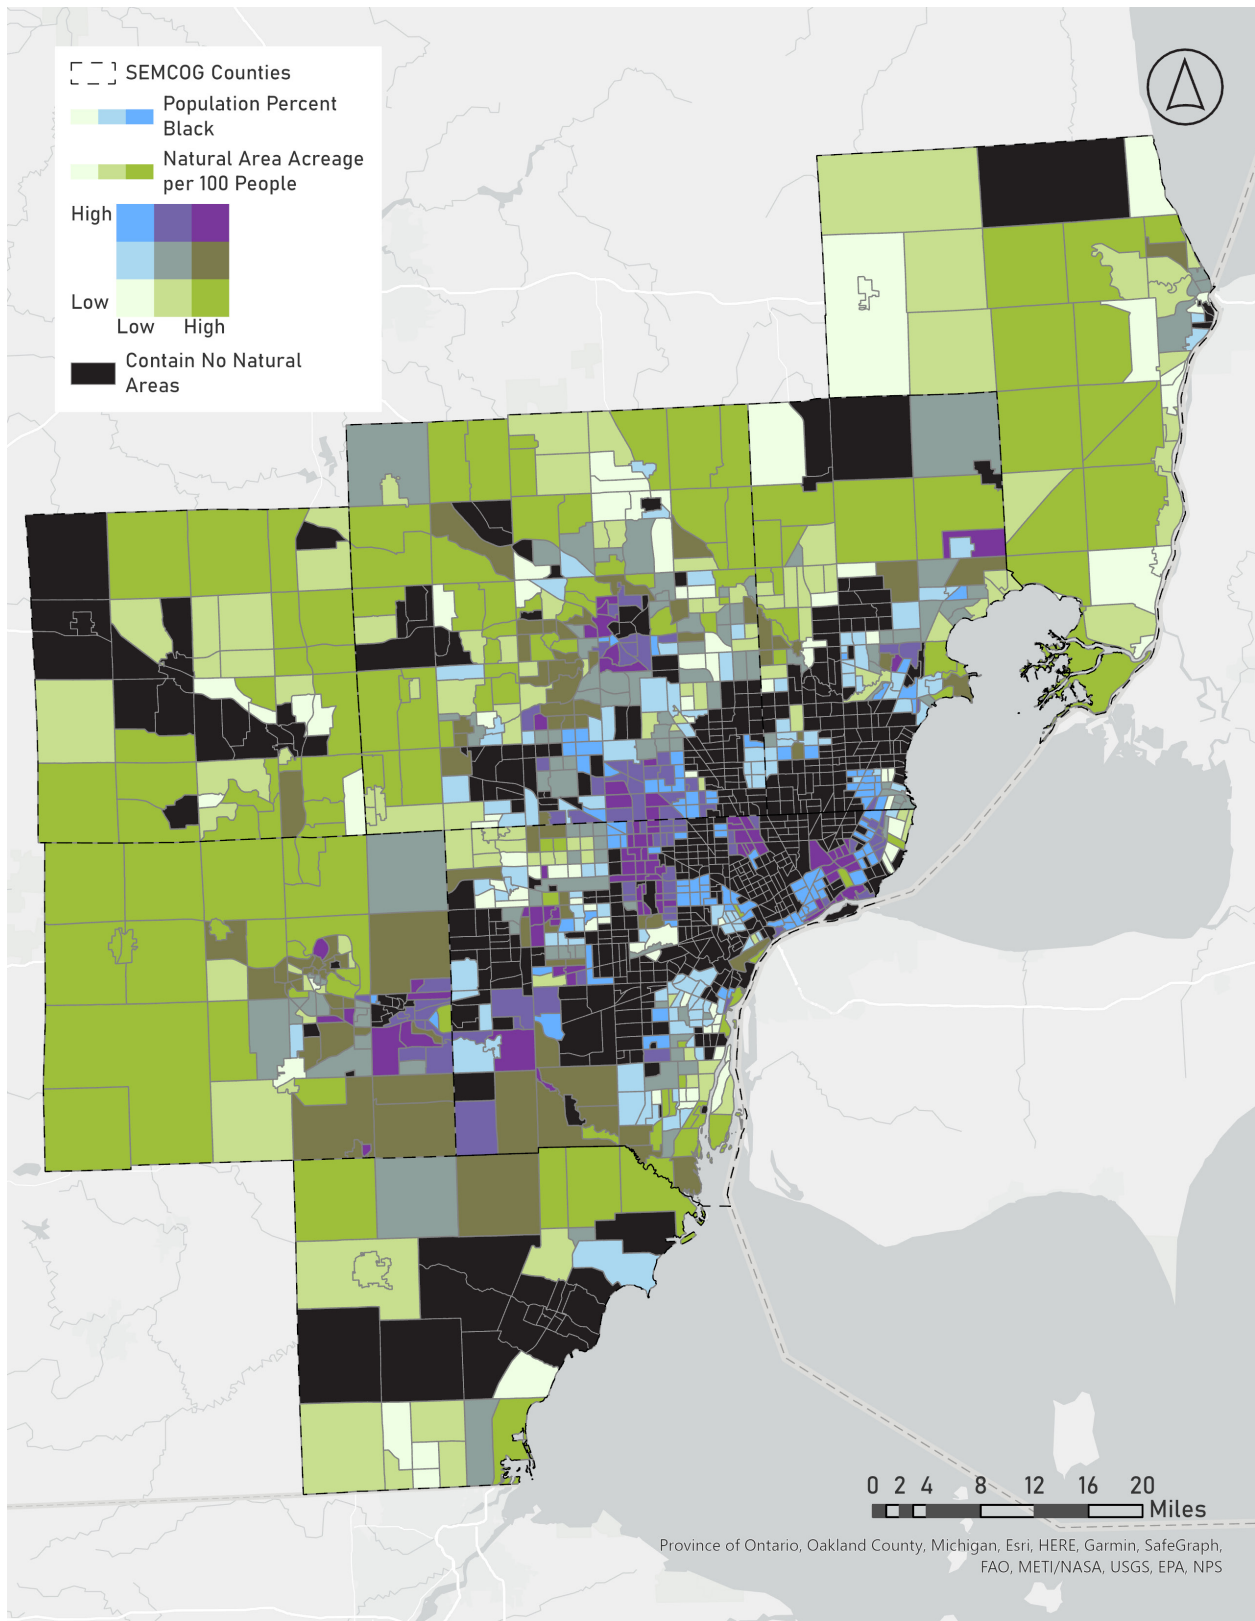 SEMCOG Counties
Population Percent
Black
Natural Area Acreage
per 100 People
High
Low
Low High
Contain No Natural
Areas
0 2 4 8 12 16 20
Miles
Province of Ontario, Oakland County, Michigan, Esri, HERE, Garmin, SafeGraph,
FAO, METI/NASA, USGS, EPA, NPS